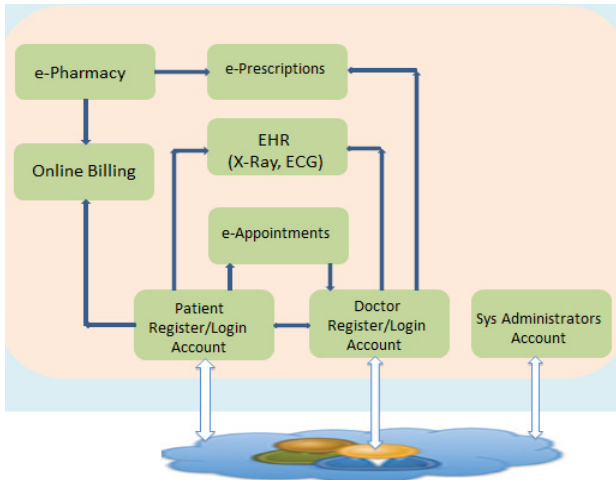 e-Pharmacy
e-Prescriptions
EHR
(X-Ray, ECG)
Online Billing
e-Appointments
Patient
Register/Login
Account
Doctor
Register/Login
Account
Sys Administrators
Account